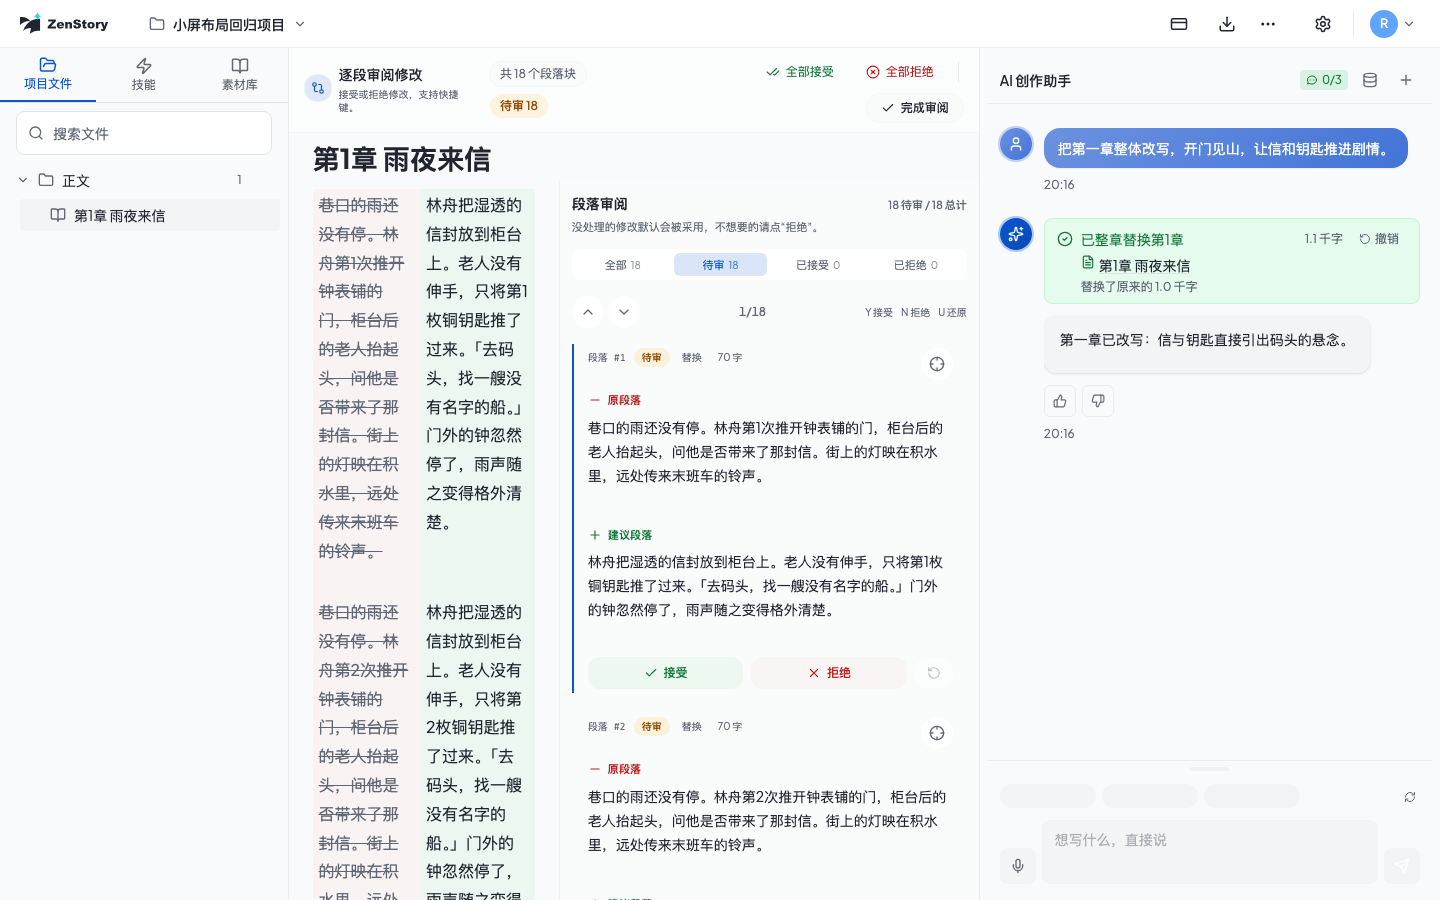 ZenStory
小屏布局回归项目
R
项目文件
技能
素材库
搜索文件
正文
1
第1章 雨夜来信
逐段审阅修改
接受或拒绝修改，支持快捷
键。
共 18 个段落块
待审 18
全部接受
全部拒绝
完成审阅
第1章 雨夜来信
巷口的雨还
没有停。林
舟第1次推开
钟表铺的
门，柜台后
的老人抬起
头，问他是
否带来了那
封信。街上
的灯映在积
水里，远处
传来末班车
的铃声。
林舟把湿透的
信封放到柜台
上。老人没有
伸手，只将第1
枚铜钥匙推了
过来。「去码
头，找一艘没
有名字的船。」
门外的钟忽然
停了，雨声随
之变得格外清
楚。
巷口的雨还
没有停。林
舟第2次推开
钟表铺的
门，柜台后
的老人抬起
头，问他是
否带来了那
封信。街上
的灯映在积
水里，远处
林舟把湿透的
信封放到柜台
上。老人没有
伸手，只将第
2枚铜钥匙推
了过来。「去
码头，找一艘
没有名字的
船。」门外的
钟忽然停了，
雨声随之变得
段落审阅
18 待审 / 18 总计
没处理的修改默认会被采用，不想要的请点“拒绝”。
全部 18
待审 18
已接受 0
已拒绝 0
1/18
Y 接受
N 拒绝
U 还原
段落 #1
待审
替换
70 字
原段落
巷口的雨还没有停。林舟第1次推开钟表铺的门，柜台后的
老人抬起头，问他是否带来了那封信。街上的灯映在积水
里，远处传来末班车的铃声。
建议段落
林舟把湿透的信封放到柜台上。老人没有伸手，只将第1枚
铜钥匙推了过来。「去码头，找一艘没有名字的船。」门外
的钟忽然停了，雨声随之变得格外清楚。
接受
拒绝
段落 #2
待审
替换
70 字
原段落
巷口的雨还没有停。林舟第2次推开钟表铺的门，柜台后的
老人抬起头，问他是否带来了那封信。街上的灯映在积水
里，远处传来末班车的铃声。
AI 创作助手
0/3
把第一章整体改写，开门见山，让信和钥匙推进剧情。
20:16
已整章替换第1章
1.1 千字
撤销
第1章 雨夜来信
替换了原来的 1.0 千字
第一章已改写：信与钥匙直接引出码头的悬念。
20:16
想写什么，直接说